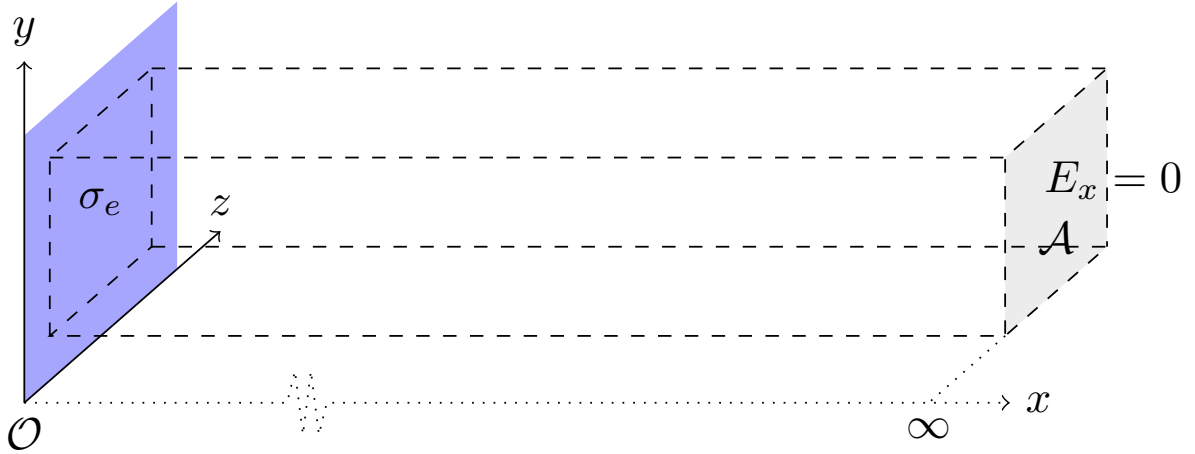 y
σ_e
z
E_x = 0
𝒜
x
𝒪
∞